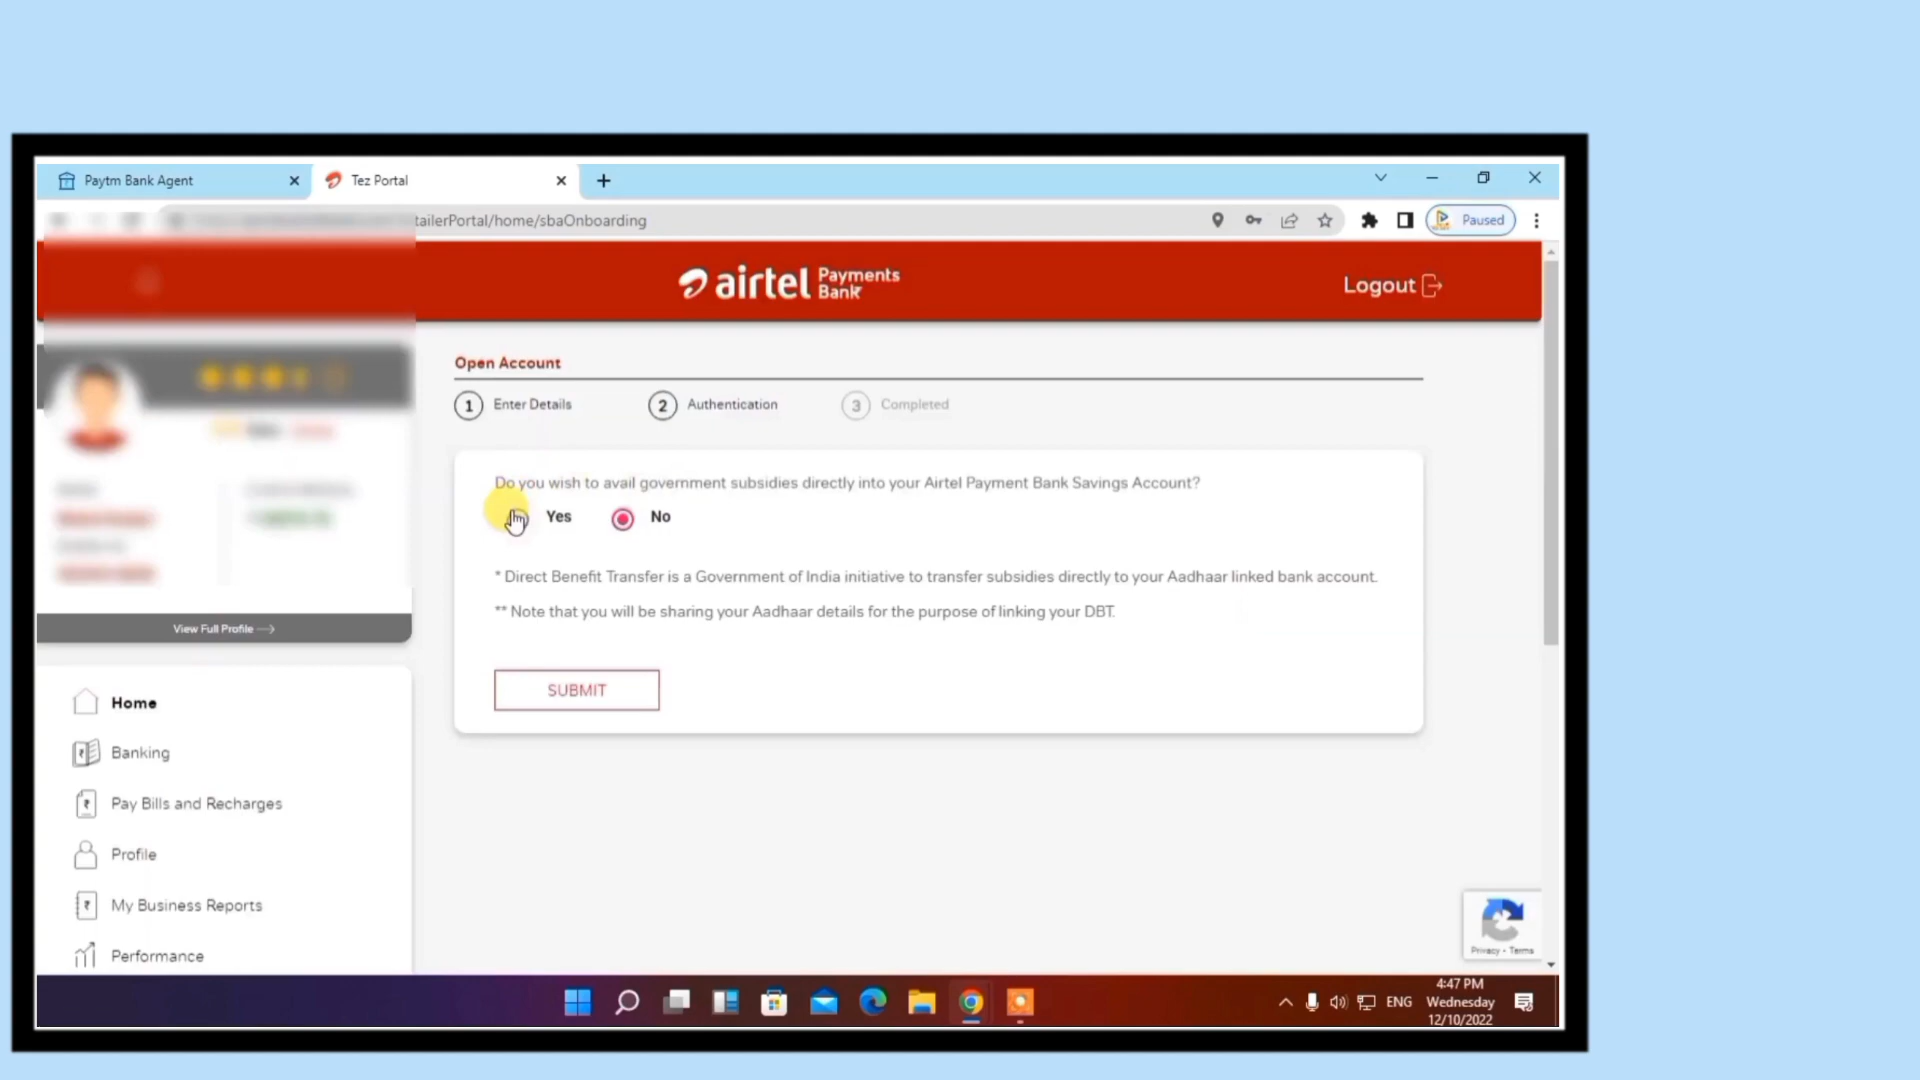 Paytm Bank Agent
Tez Portal
tailerPortal/home/sbaOnboarding
Paused
airtel Payments Bank
Logout
Open Account
1 Enter Details
2 Authentication
3 Completed
Do you wish to avail government subsidies directly into your Airtel Payment Bank Savings Account?
Yes
No
* Direct Benefit Transfer is a Government of India initiative to transfer subsidies directly to your Aadhaar linked bank account.
** Note that you will be sharing your Aadhaar details for the purpose of linking your DBT.
SUBMIT
View Full Profile
Home
Banking
Pay Bills and Recharges
Profile
My Business Reports
Performance
Privacy - Terms
ENG
4:47 PM
Wednesday
12/10/2022